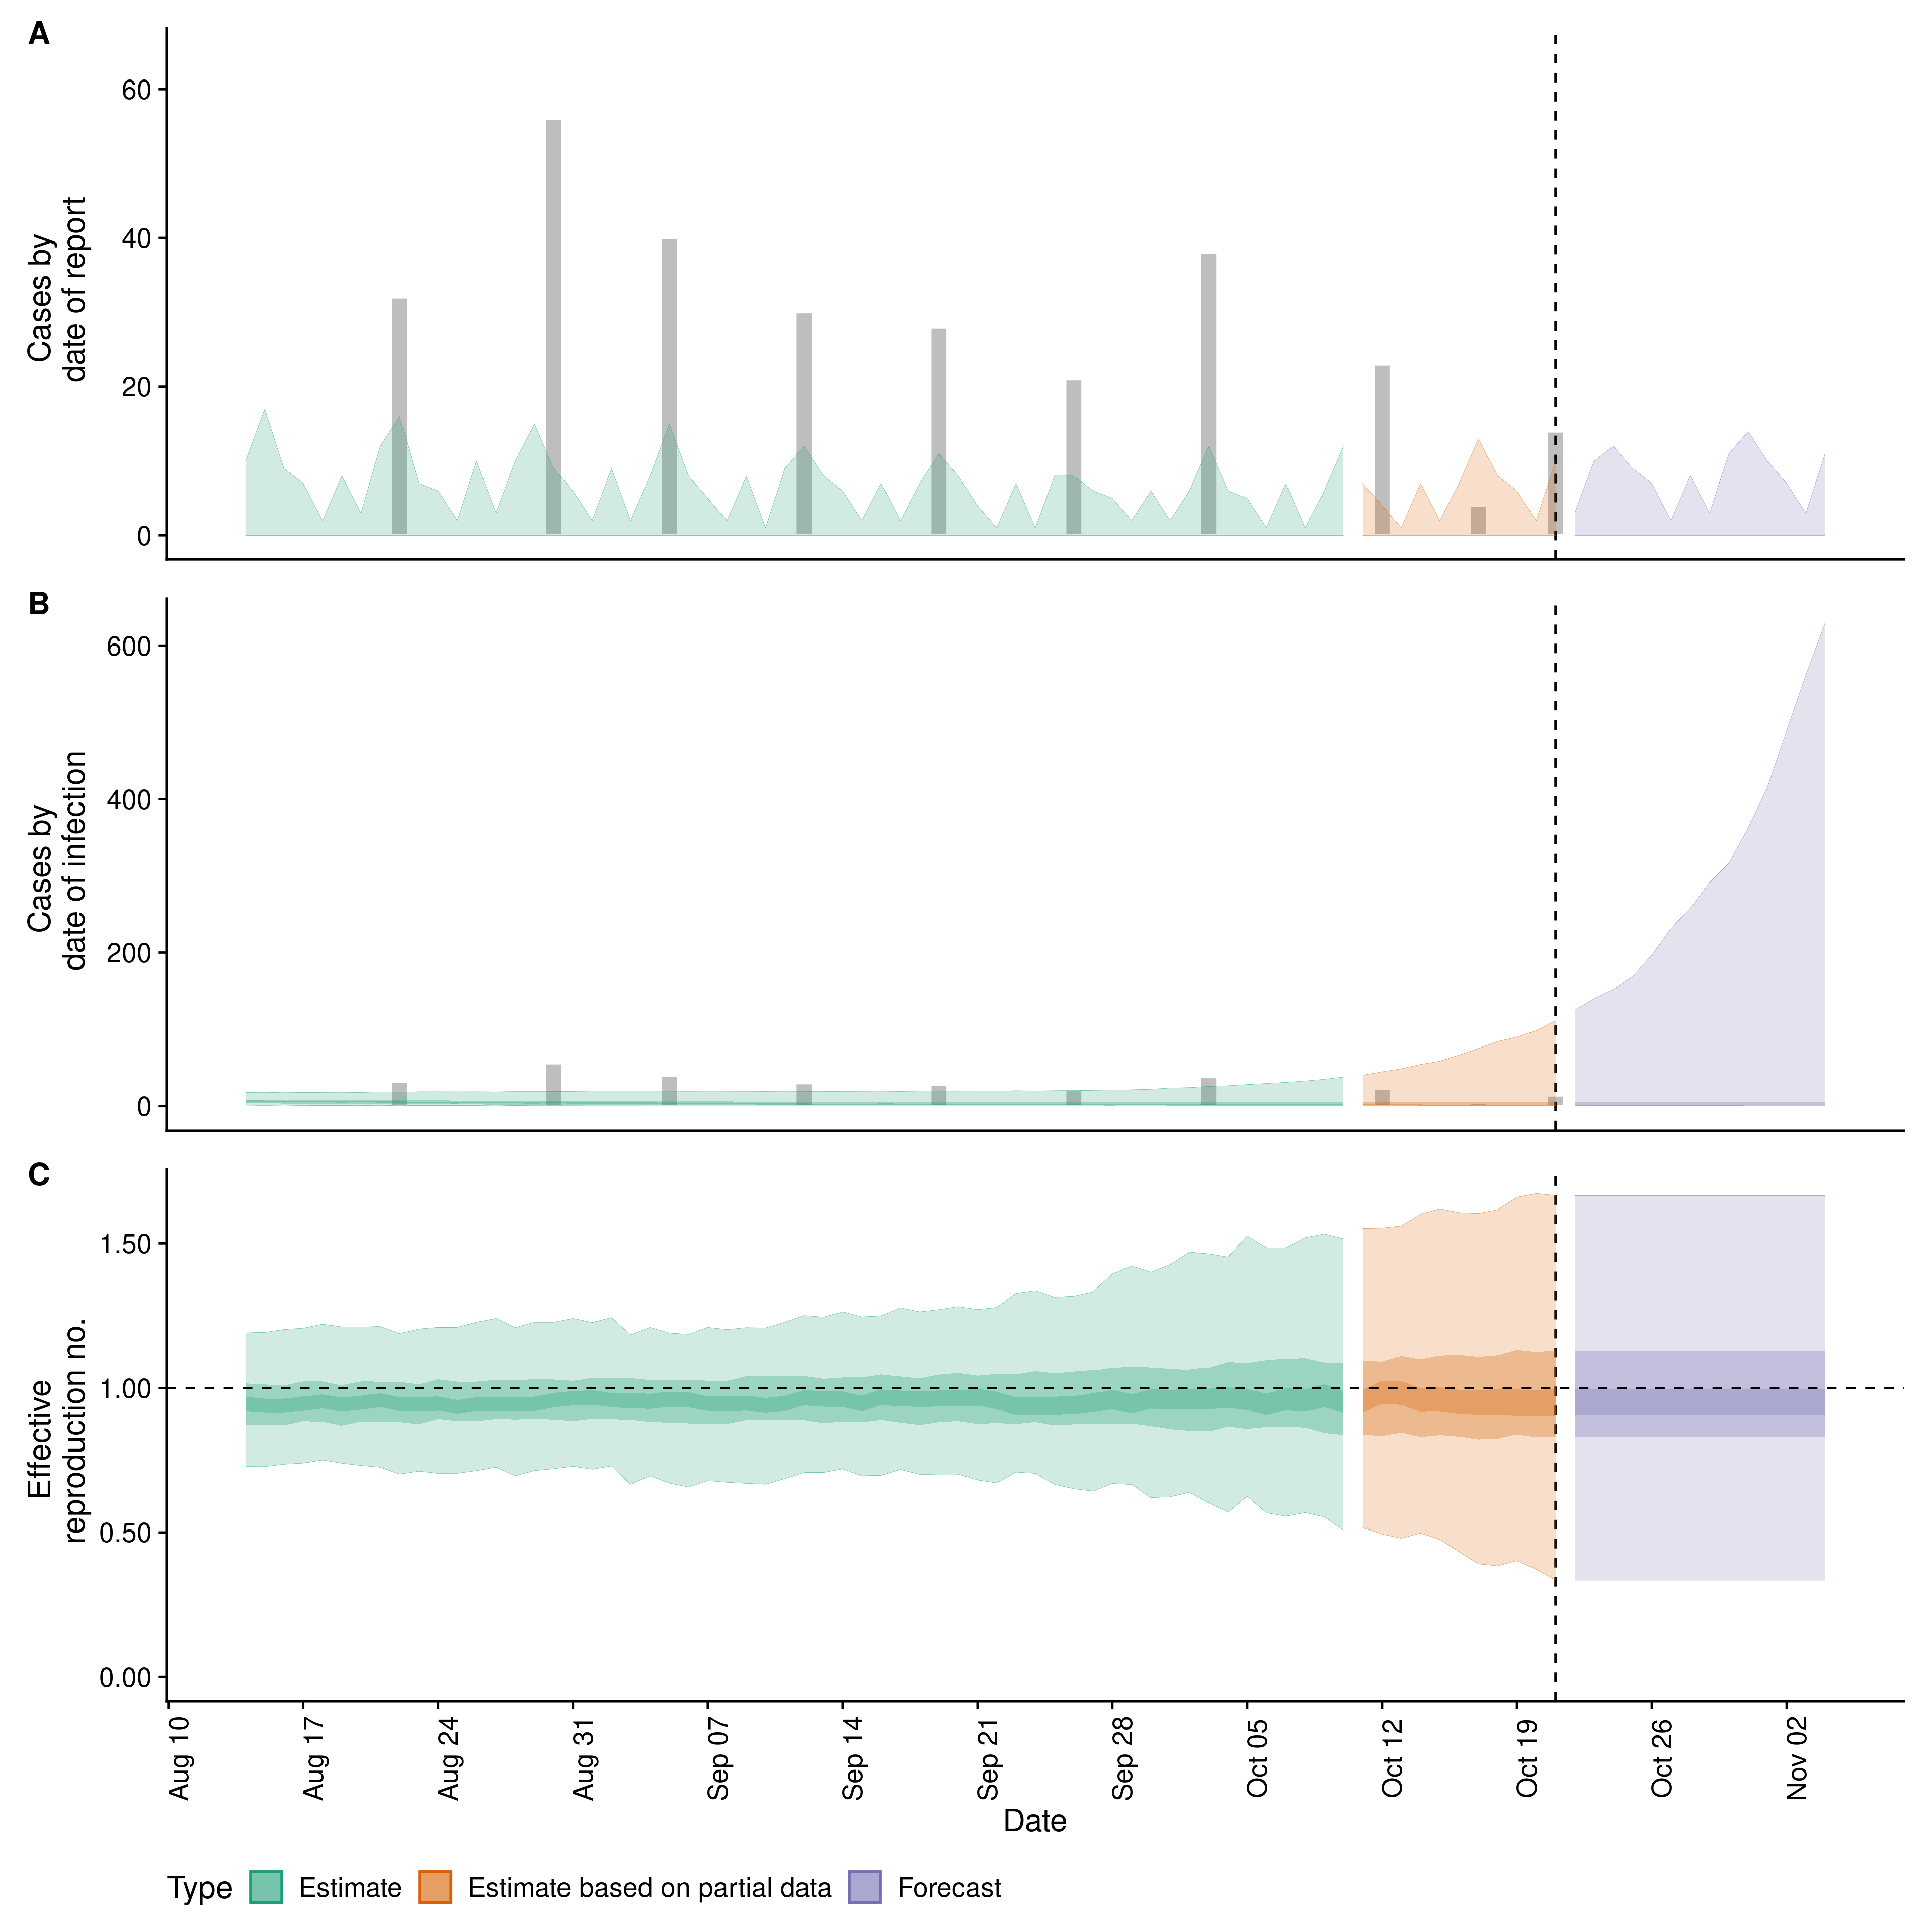 A
60
40
20
0
Cases by
date of report
B
600
400
200
0
Cases by
date of infection
C
1.50
1.00
0.50
0.00
Effective
reproduction no.
Aug 10
Aug 17
Aug 24
Aug 31
Sep 07
Sep 14
Sep 21
Sep 28
Oct 05
Oct 12
Oct 19
Oct 26
Nov 02
Date
Type Estimate Estimate based on partial data Forecast